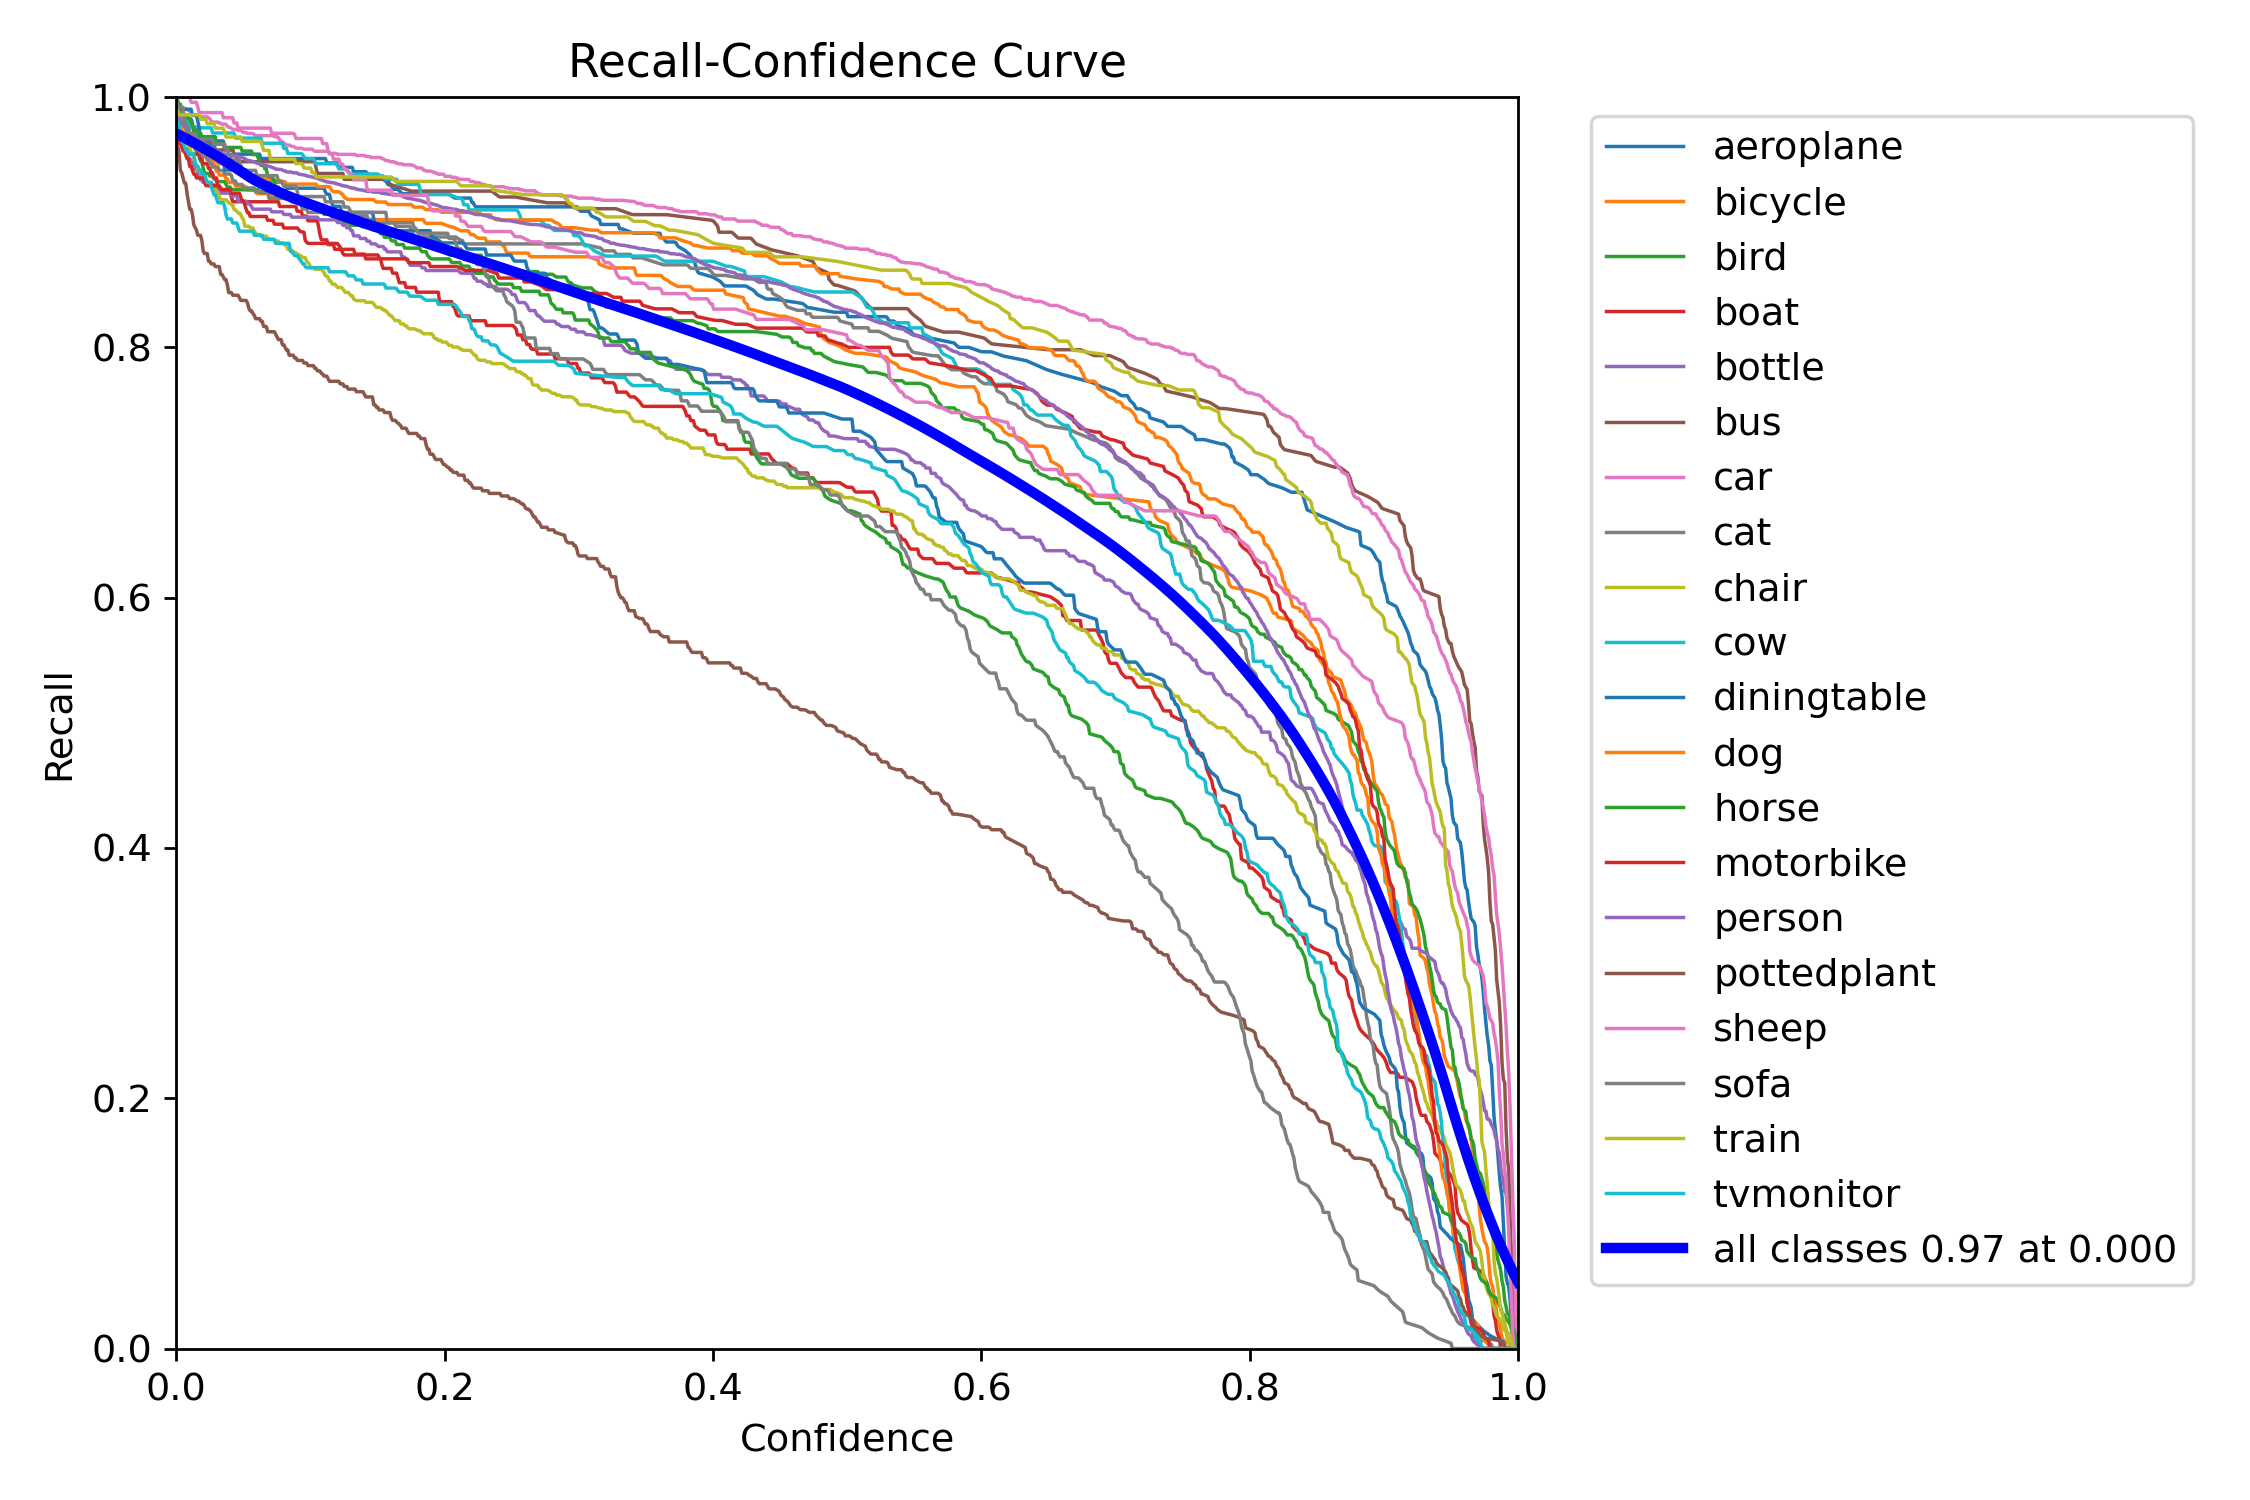 Recall-Confidence Curve
1.0
0.8
0.6
0.4
0.2
0.0
Recall
0.0 0.2 0.4 0.6 0.8 1.0
Confidence
aeroplane
bicycle
bird
boat
bottle
bus
car
cat
chair
cow
diningtable
dog
horse
motorbike
person
pottedplant
sheep
sofa
train
tvmonitor
all classes 0.97 at 0.000